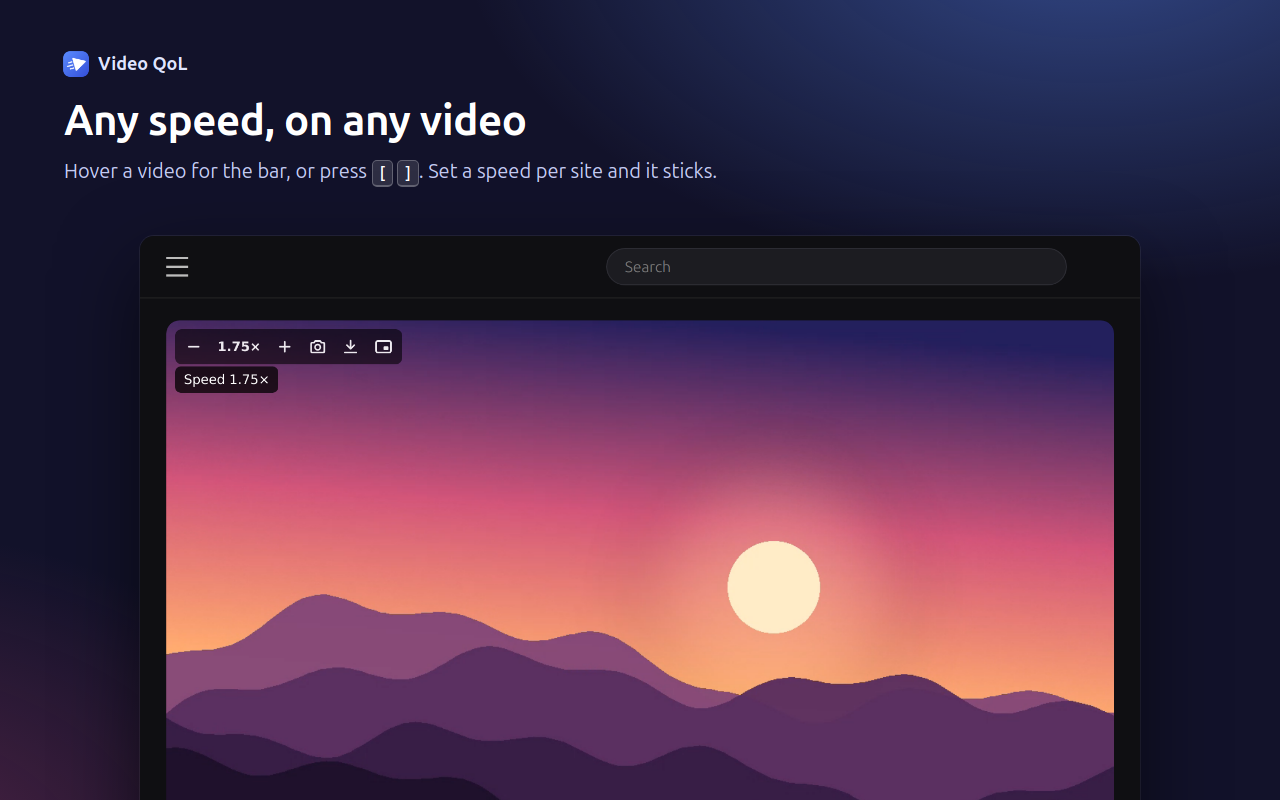 Video QoL
Any speed, on any video
Hover a video for the bar, or press [ ]. Set a speed per site and it sticks.
Search
− 1.75× +
Speed 1.75×